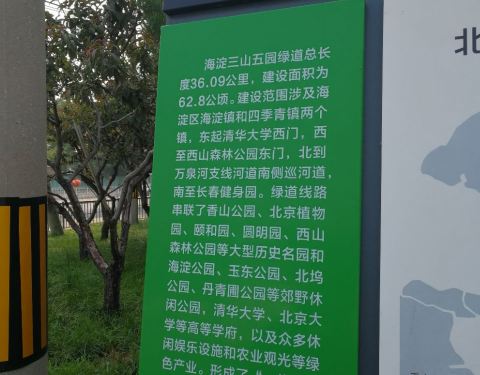 海淀三山五园绿道总长
度36.09公里，建设面积为
62.8公顷。建设范围涉及海
淀区海淀镇和四季青镇两个
镇，东起清华大学西门，西
至西山森林公园东门，北到
万泉河支线河道南侧巡河道，
南至长春健身园。绿道线路
串联了香山公园、北京植物
园、颐和园、圆明园、西山
森林公园等大型历史名园和
海淀公园、玉东公园、北坞
公园、丹青圃公园等郊野休
闲公园，清华大学、北京大
学等高等学府，以及众多休
闲娱乐设施和农业观光等绿
色产业。形成了“
北